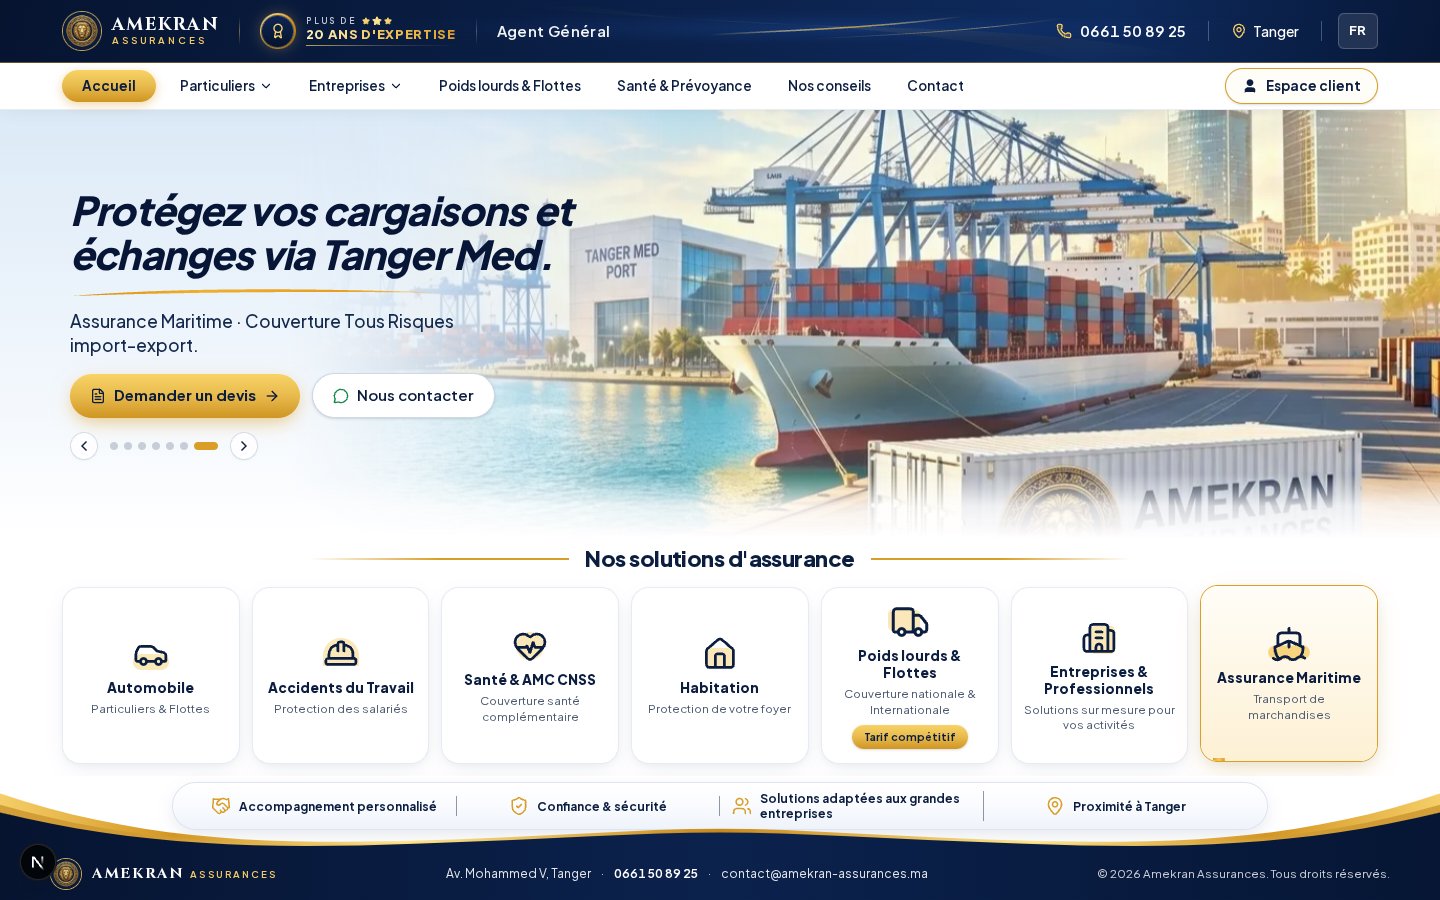 AMEKRAN
ASSURANCES
PLUS DE
20 ANS D'EXPERTISE
Agent Général
0661 50 89 25
Tanger
FR
Accueil
Particuliers
Entreprises
Poids lourds & Flottes
Santé & Prévoyance
Nos conseils
Contact
Espace client
Protégez vos cargaisons et
échanges via Tanger Med.
Assurance Maritime · Couverture Tous Risques
import-export.
Demander un devis
Nous contacter
TANGER MED
PORT
AMEKRAN
ASSURANCES
Nos solutions d'assurance
Automobile
Particuliers & Flottes
Accidents du Travail
Protection des salariés
Santé & AMC CNSS
Couverture santé
complémentaire
Habitation
Protection de votre foyer
Poids lourds &
Flottes
Couverture nationale &
Internationale
Tarif compétitif
Entreprises &
Professionnels
Solutions sur mesure pour
vos activités
Assurance Maritime
Transport de
marchandises
Accompagnement personnalisé
Confiance & sécurité
Solutions adaptées aux grandes
entreprises
Proximité à Tanger
N
AMEKRAN ASSURANCES
Av. Mohammed V, Tanger · 0661 50 89 25 · contact@amekran-assurances.ma
© 2026 Amekran Assurances. Tous droits réservés.